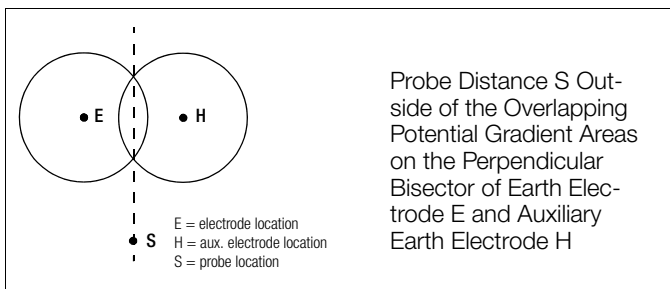 E
H
S
E = electrode location
H = aux. electrode location
S = probe location
Probe Distance S Out-
side of the Overlapping
Potential Gradient Areas
on the Perpendicular
Bisector of Earth Elec-
trode E and Auxiliary
Earth Electrode H